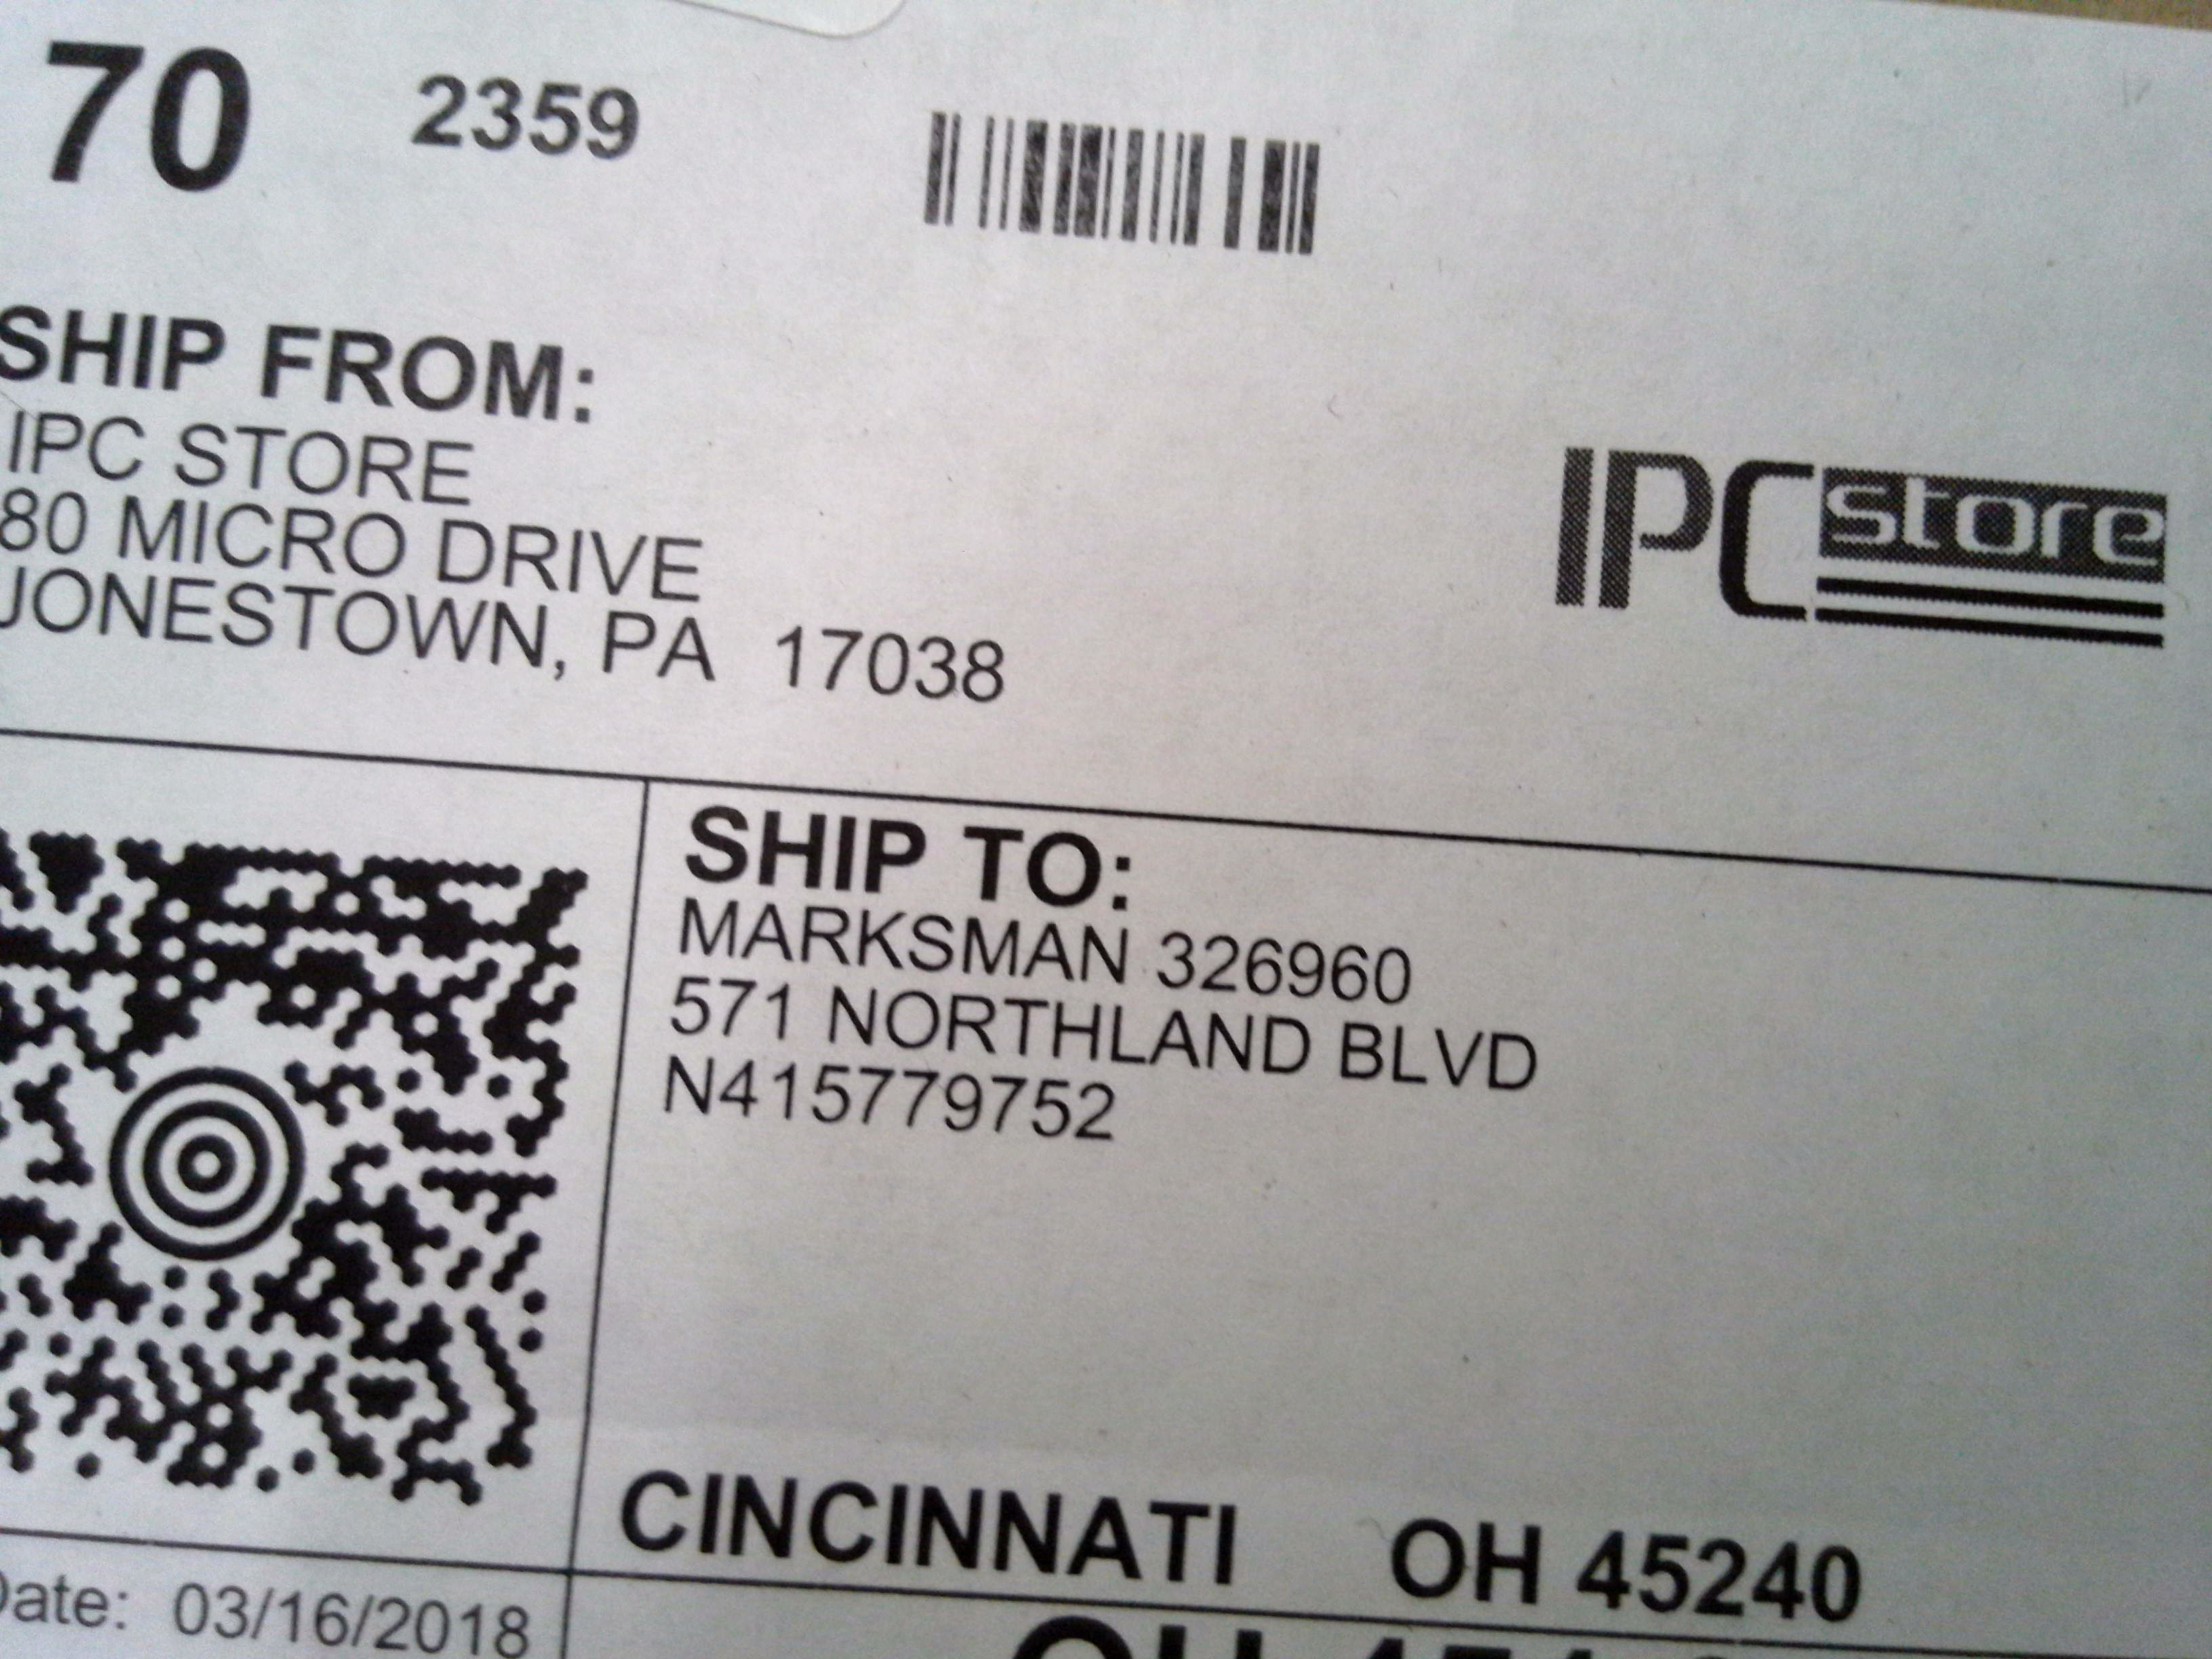 70 2359
SHIP FROM:
IPC STORE
80 MICRO DRIVE
JONESTOWN, PA 17038
IPC store
SHIP TO:
MARKSMAN 326960
571 NORTHLAND BLVD
N415779752
CINCINNATI OH 45240
Date: 03/16/2018
OH